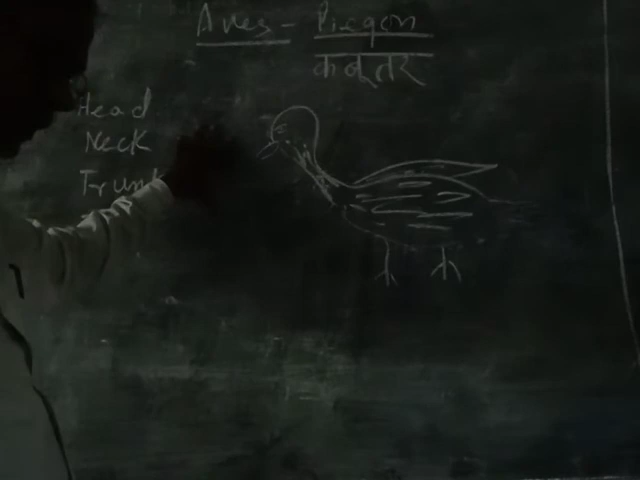 Aves - Piegon
कबूतर
Head
Neck
Trunk